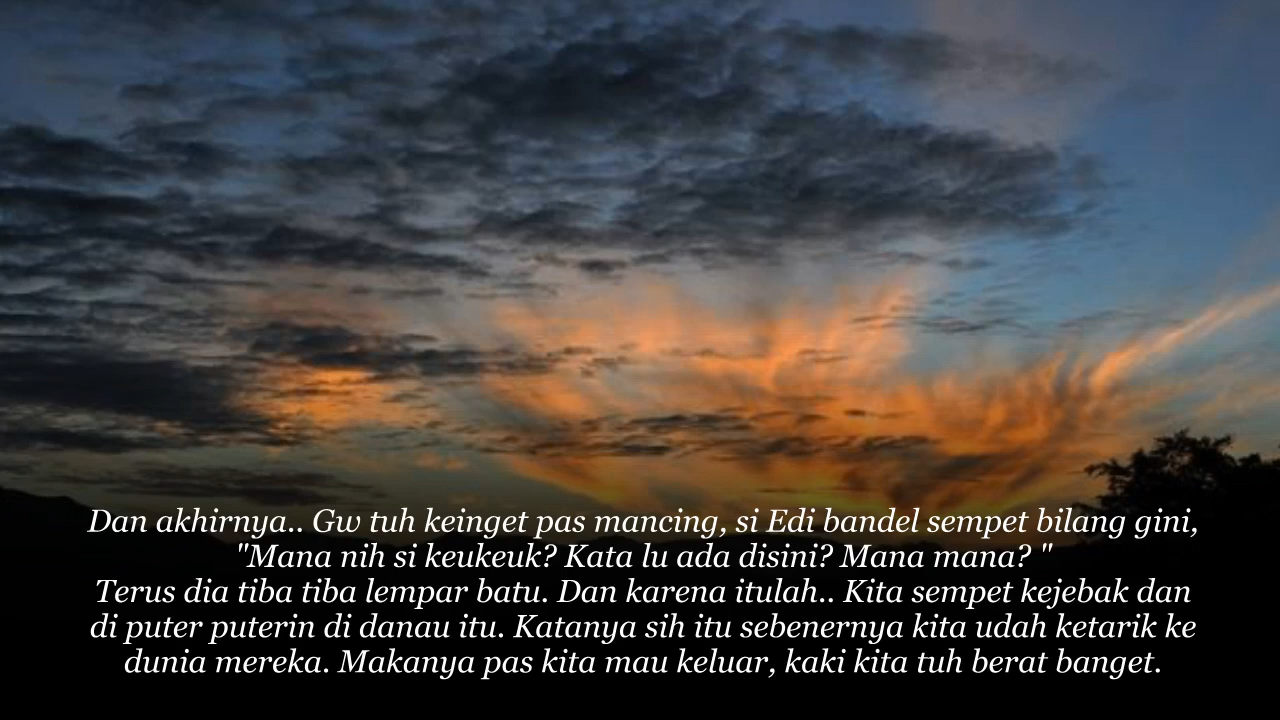 Dan akhirnya.. Gw tuh keinget pas mancing, si Edi bandel sempet bilang gini,
"Mana nih si keukeuk? Kata lu ada disini? Mana mana? "
Terus dia tiba tiba lempar batu. Dan karena itulah.. Kita sempet kejebak dan
di puter puterin di danau itu. Katanya sih itu sebenernya kita udah ketarik ke
dunia mereka. Makanya pas kita mau keluar, kaki kita tuh berat banget.